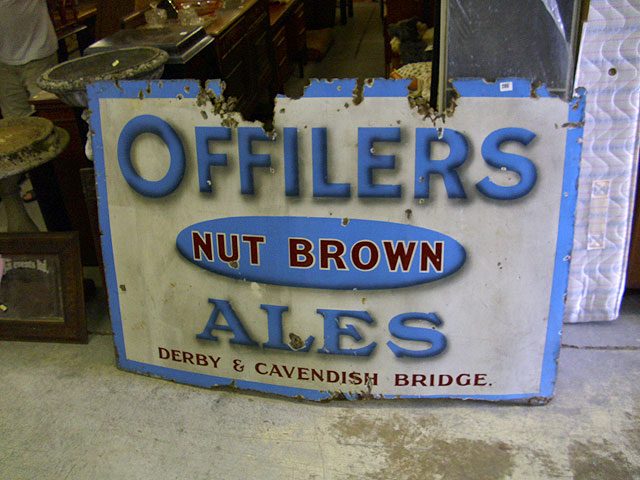 OFFILERS
NUT BROWN
ALES
DERBY & CAVENDISH BRIDGE.